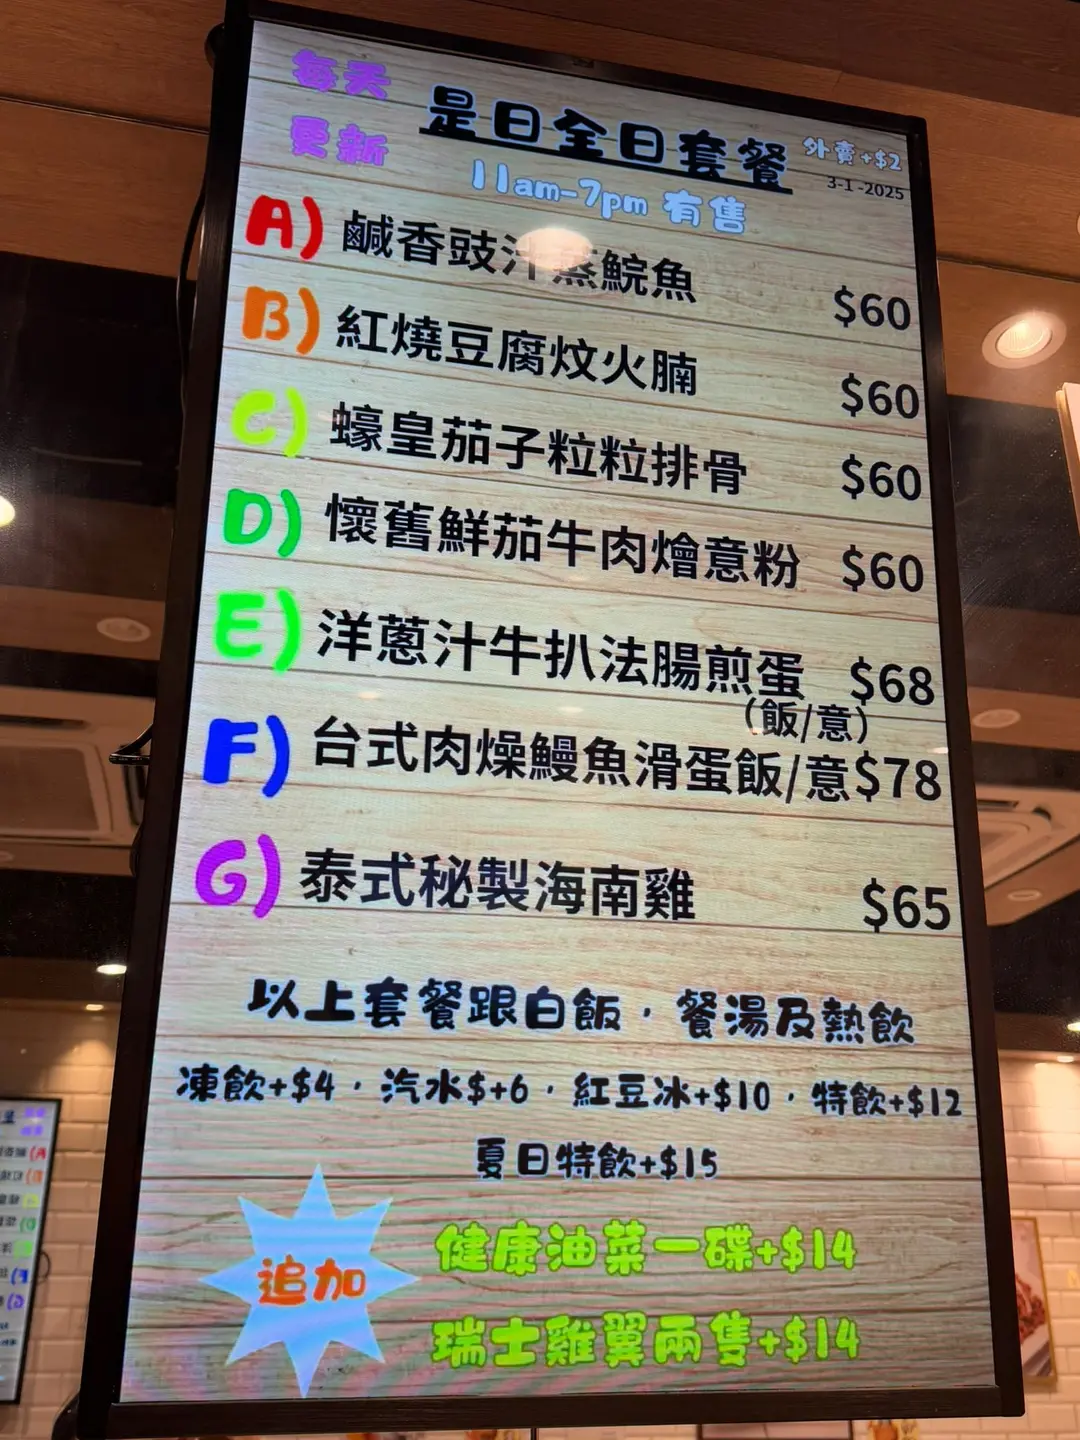 每天
更新
是日全日套餐
外賣+$2
3-1-2025
11am-7pm 有售
A) 鹹香豉汁蒸鯇魚 $60
B) 紅燒豆腐炆火腩 $60
C) 蠔皇茄子粒粒排骨 $60
D) 懷舊鮮茄牛肉燴意粉 $60
E) 洋蔥汁牛扒法腸煎蛋 $68
(飯/意)
F) 台式肉燥鰻魚滑蛋飯/意$78
G) 泰式秘製海南雞 $65
以上套餐跟白飯，餐湯及熱飲
凍飲+$4，汽水$+6，紅豆冰+$10，特飲+$12
夏日特飲+$15
追加
健康油菜一碟+$14
瑞士雞翼兩隻+$14